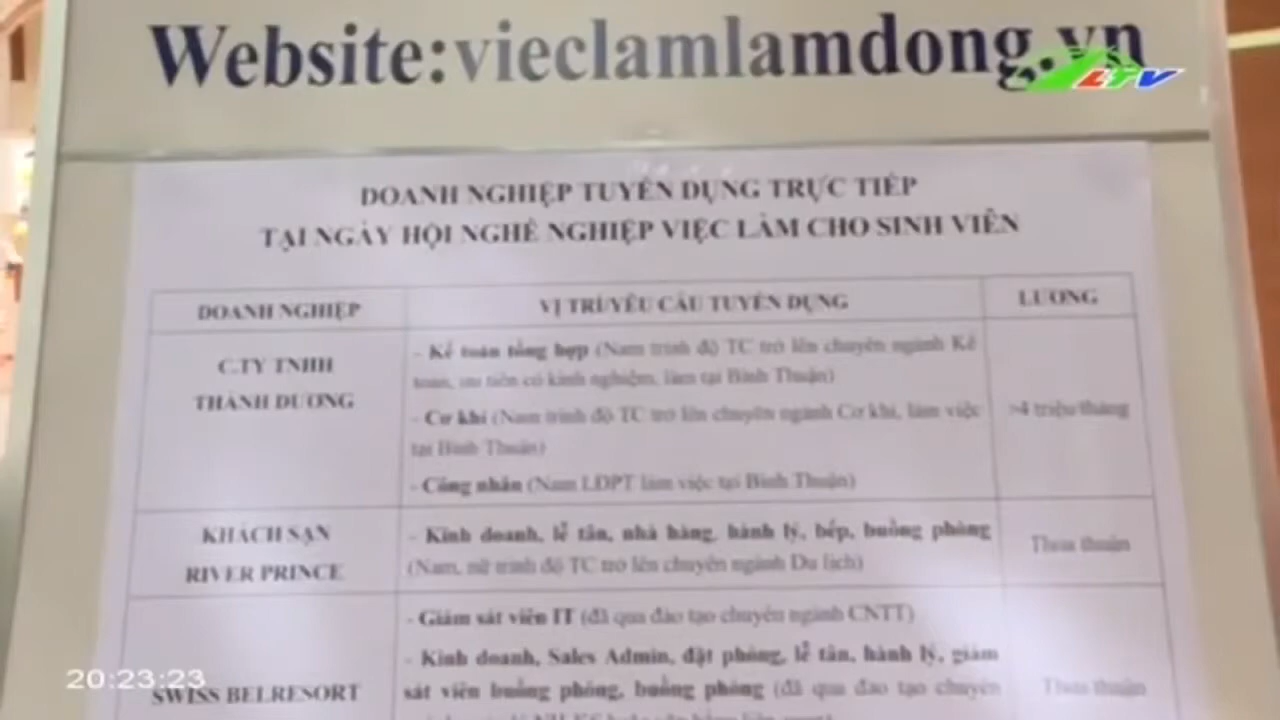 Website:vieclamlamdong.vn
LTV
DOANH NGHIỆP TUYỂN DỤNG TRỰC TIẾP
TẠI NGÀY HỘI NGHỀ NGHIỆP VIỆC LÀM CHO SINH VIÊN
DOANH NGHIỆP
VỊ TRÍ YÊU CẦU TUYỂN DỤNG
LƯƠNG
C.TY TNHH
THÀNH DƯƠNG
- Kế toán tổng hợp (Nam trình độ TC trở lên chuyên ngành Kế
toán, ưu tiên có kinh nghiệm, làm tại Bình Thuận)
- Cơ khí (Nam trình độ TC trở lên chuyên ngành Cơ khí, làm việc
tại Bình Thuận)
- Công nhân (Nam LĐPT làm việc tại Bình Thuận)
>4 triệu/tháng
KHÁCH SẠN
RIVER PRINCE
- Kinh doanh, lễ tân, nhà hàng, hành lý, bếp, buồng phòng
(Nam, nữ trình độ TC trở lên chuyên ngành Du lịch)
Thỏa thuận
SWISS BELRESORT
- Giám sát viên IT (đã qua đào tạo chuyên ngành CNTT)
- Kinh doanh, Sales Admin, đặt phòng, lễ tân, hành lý, giám
sát viên buồng phòng, buồng phòng (đã qua đao tạo chuyên
Thỏa thuận
20:23:23